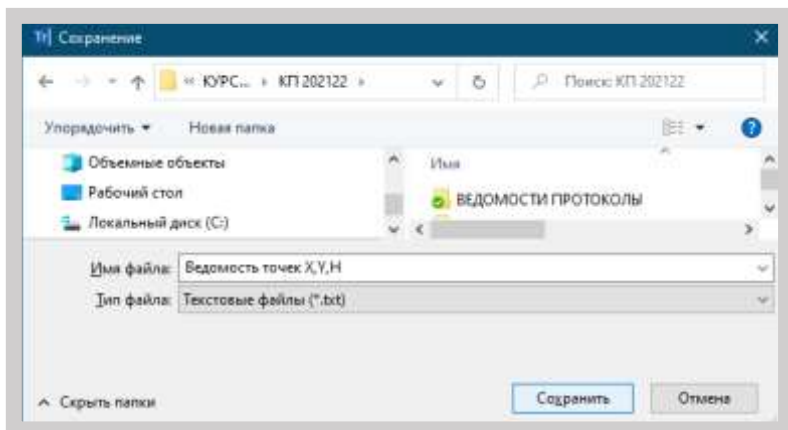 Сохранение
« КУРС... › КП 202122 ›
Поиск: КП 202122
Упорядочить Новая папка
Объемные объекты
Рабочий стол
Локальный диск (C:)
Имя
ВЕДОМОСТИ ПРОТОКОЛЫ
Имя файла: Ведомость точек X,Y,H
Тип файла: Текстовые файлы (*.txt)
Скрыть папки
Сохранить Отмена